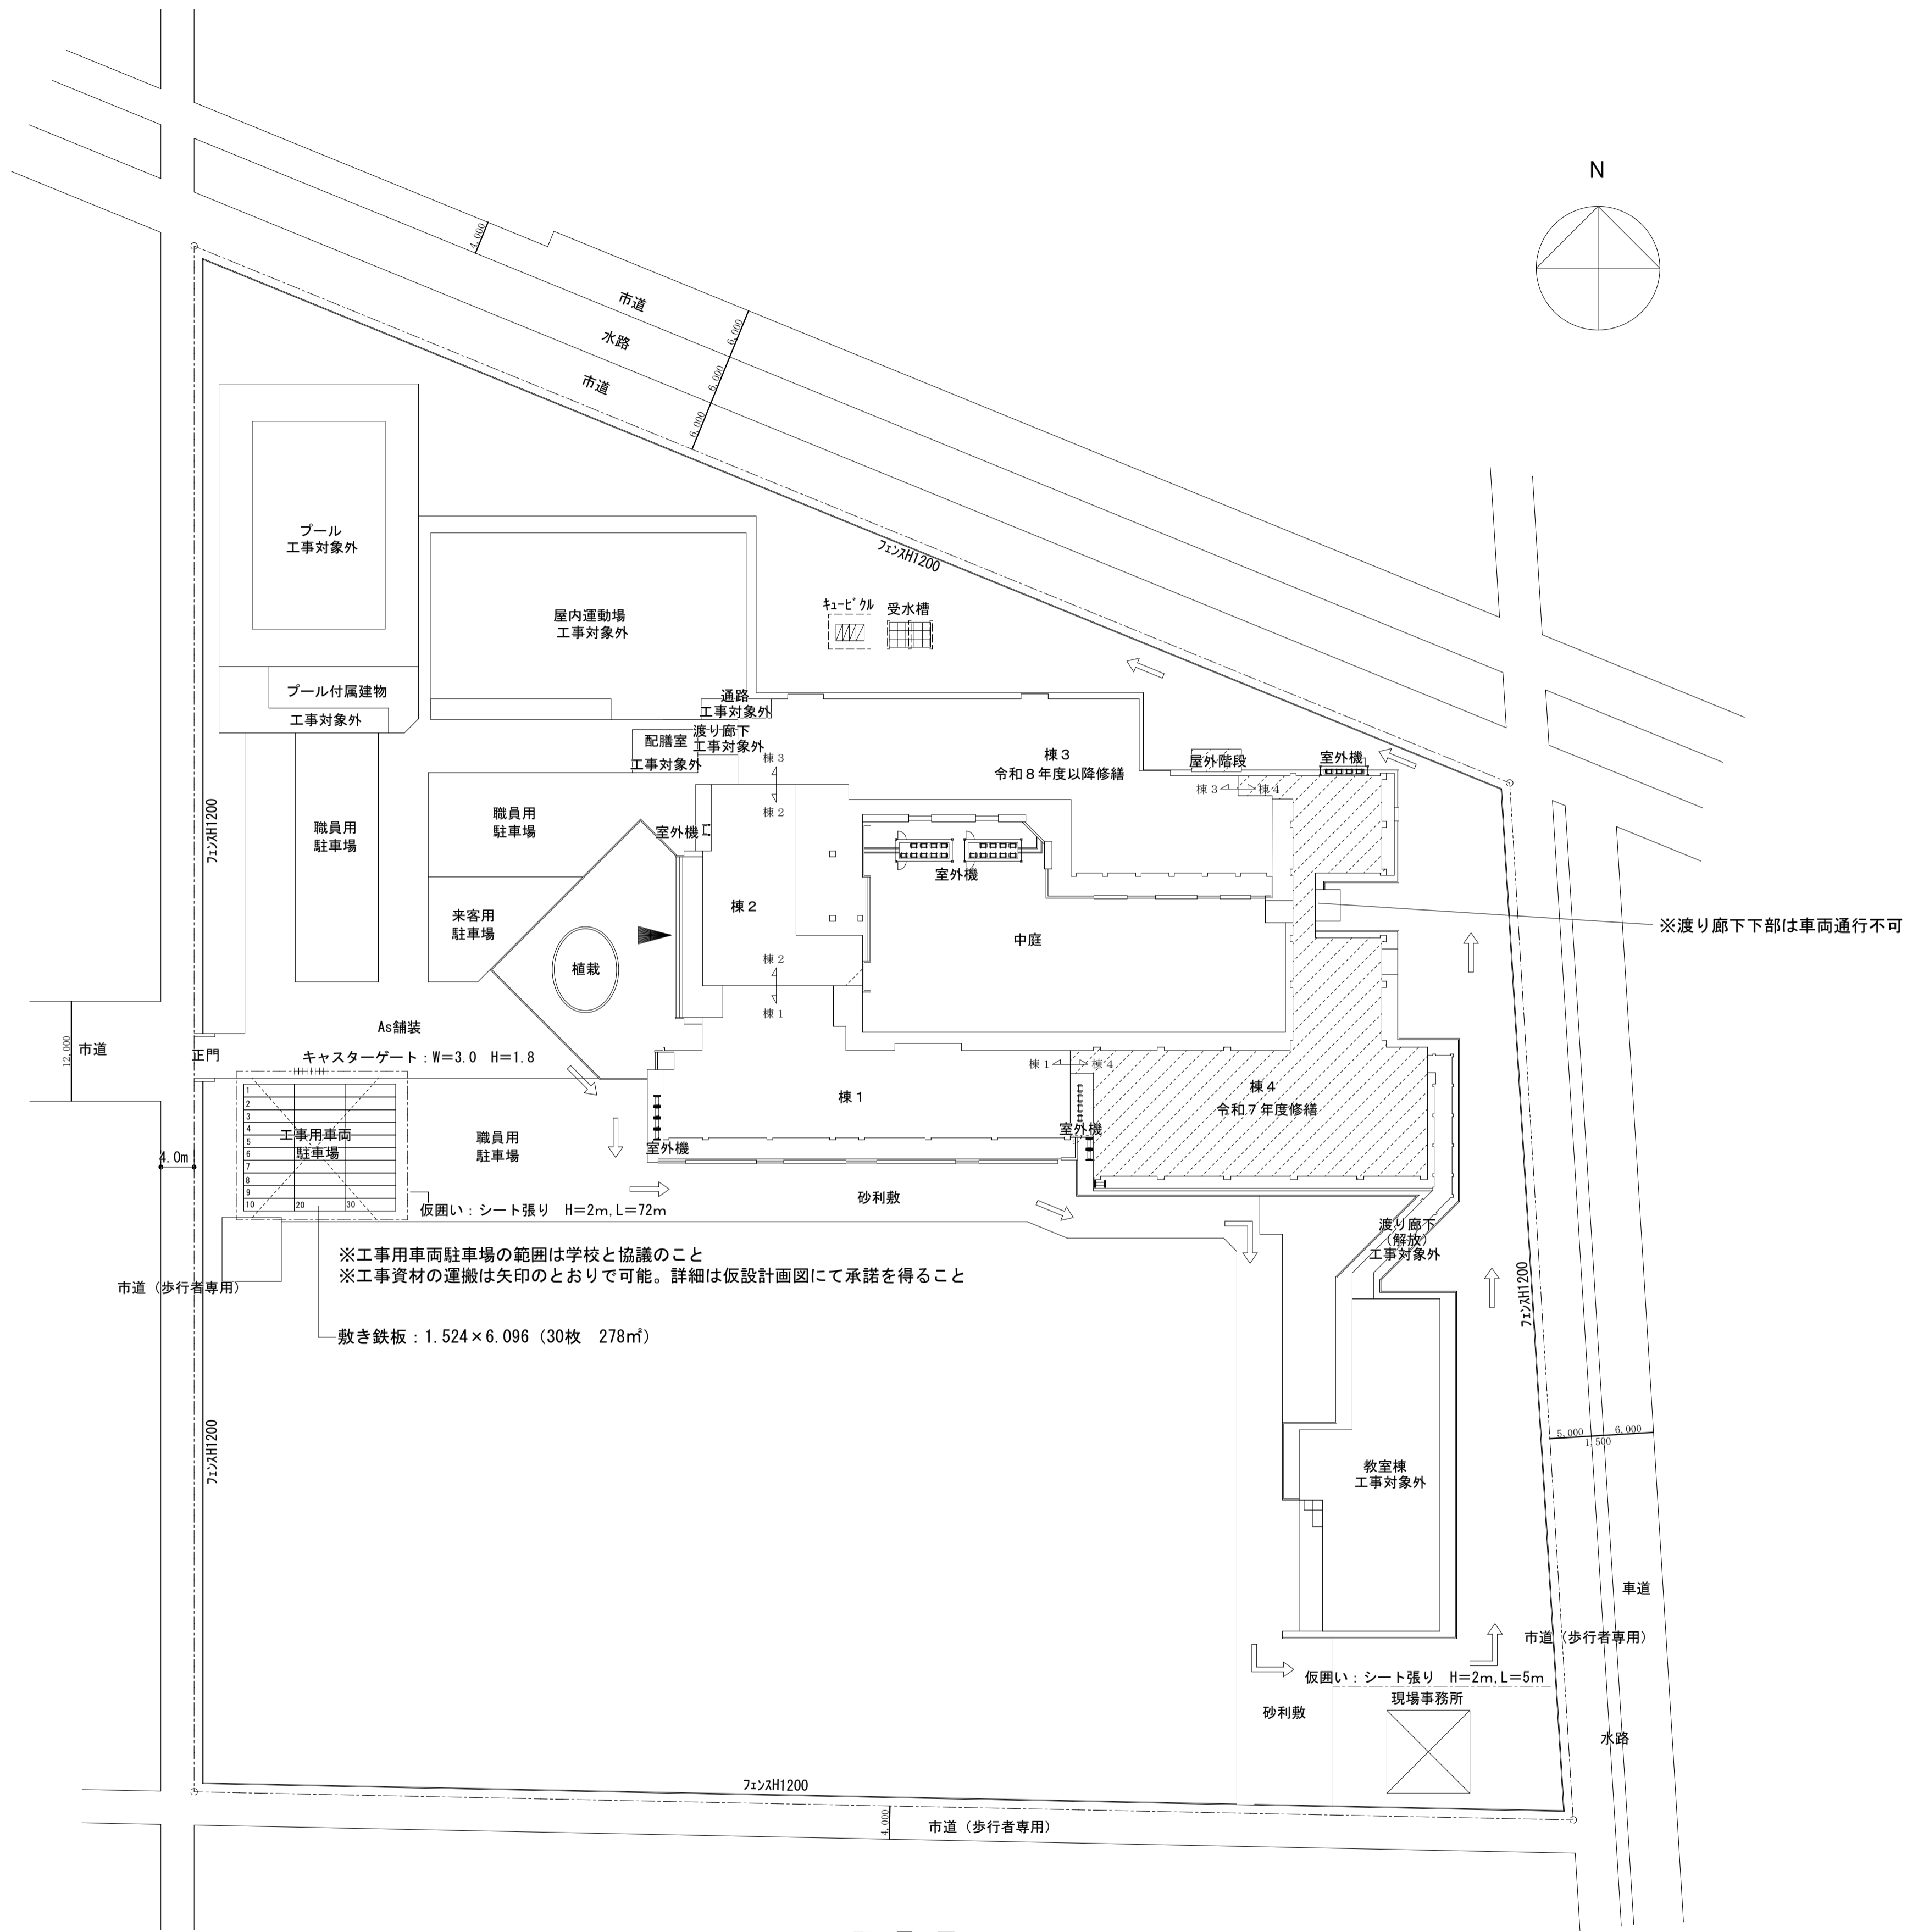 N
4,000
市道
水路
市道
6,000
6,000
6,000
フェンスH1200
プール
工事対象外
屋内運動場
工事対象外
キュービクル
受水槽
プール付属建物
工事対象外
通路
工事対象外
渡り廊下
工事対象外
配膳室
工事対象外
棟3
棟2
棟３
令和８年度以降修繕
屋外階段
室外機
棟3
棟4
フェンスH1200
職員用
駐車場
職員用
駐車場
室外機
室外機
来客用
駐車場
棟２
植栽
中庭
※渡り廊下下部は車両通行不可
棟2
棟1
12,000
市道
正門
As舗装
キャスターゲート：W=3.0　H=1.8
棟1
棟4
棟１
棟４
令和７年度修繕
1
2
3
4
5
6
7
8
9
10
20
30
工事用車両
駐車場
4.0m
職員用
駐車場
室外機
室外機
砂利敷
仮囲い：シート張り　H=2m,L=72m
渡り廊下
（解放）
工事対象外
※工事用車両駐車場の範囲は学校と協議のこと
※工事資材の運搬は矢印のとおりで可能。詳細は仮設計画図にて承諾を得ること
市道（歩行者専用）
敷き鉄板：1.524×6.096（30枚　278㎡）
フェンスH1200
フェンスH1200
5,000
1,500
6,000
教室棟
工事対象外
車道
市道（歩行者専用）
仮囲い：シート張り　H=2m,L=5m
現場事務所
砂利敷
水路
フェンスH1200
4,000
市道（歩行者専用）